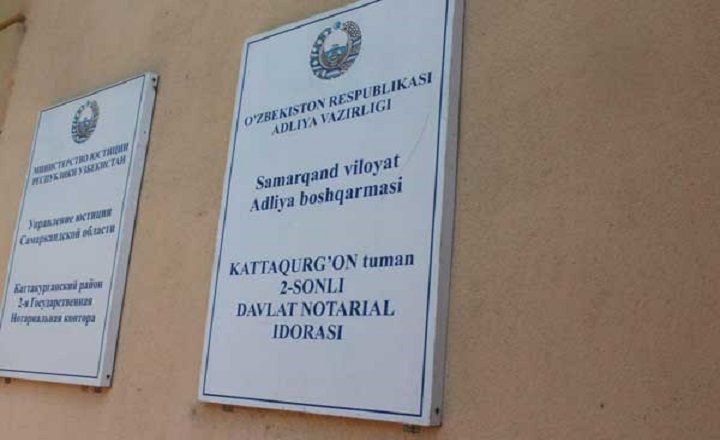 МИНИСТЕРСТВО ЮСТИЦИИ
РЕСПУБЛИКИ УЗБЕКИСТАН
Управление юстиции
Самаркандской области
Каттакурганский район
2-я Государственная
Нотариальная контора
O'ZBEKISTON RESPUBLIKASI
ADLIYA VAZIRLIGI
Samarqand viloyat
Adliya boshqarmasi
KATTAQURG'ON tuman
2-SONLI
DAVLAT NOTARIAL
IDORASI